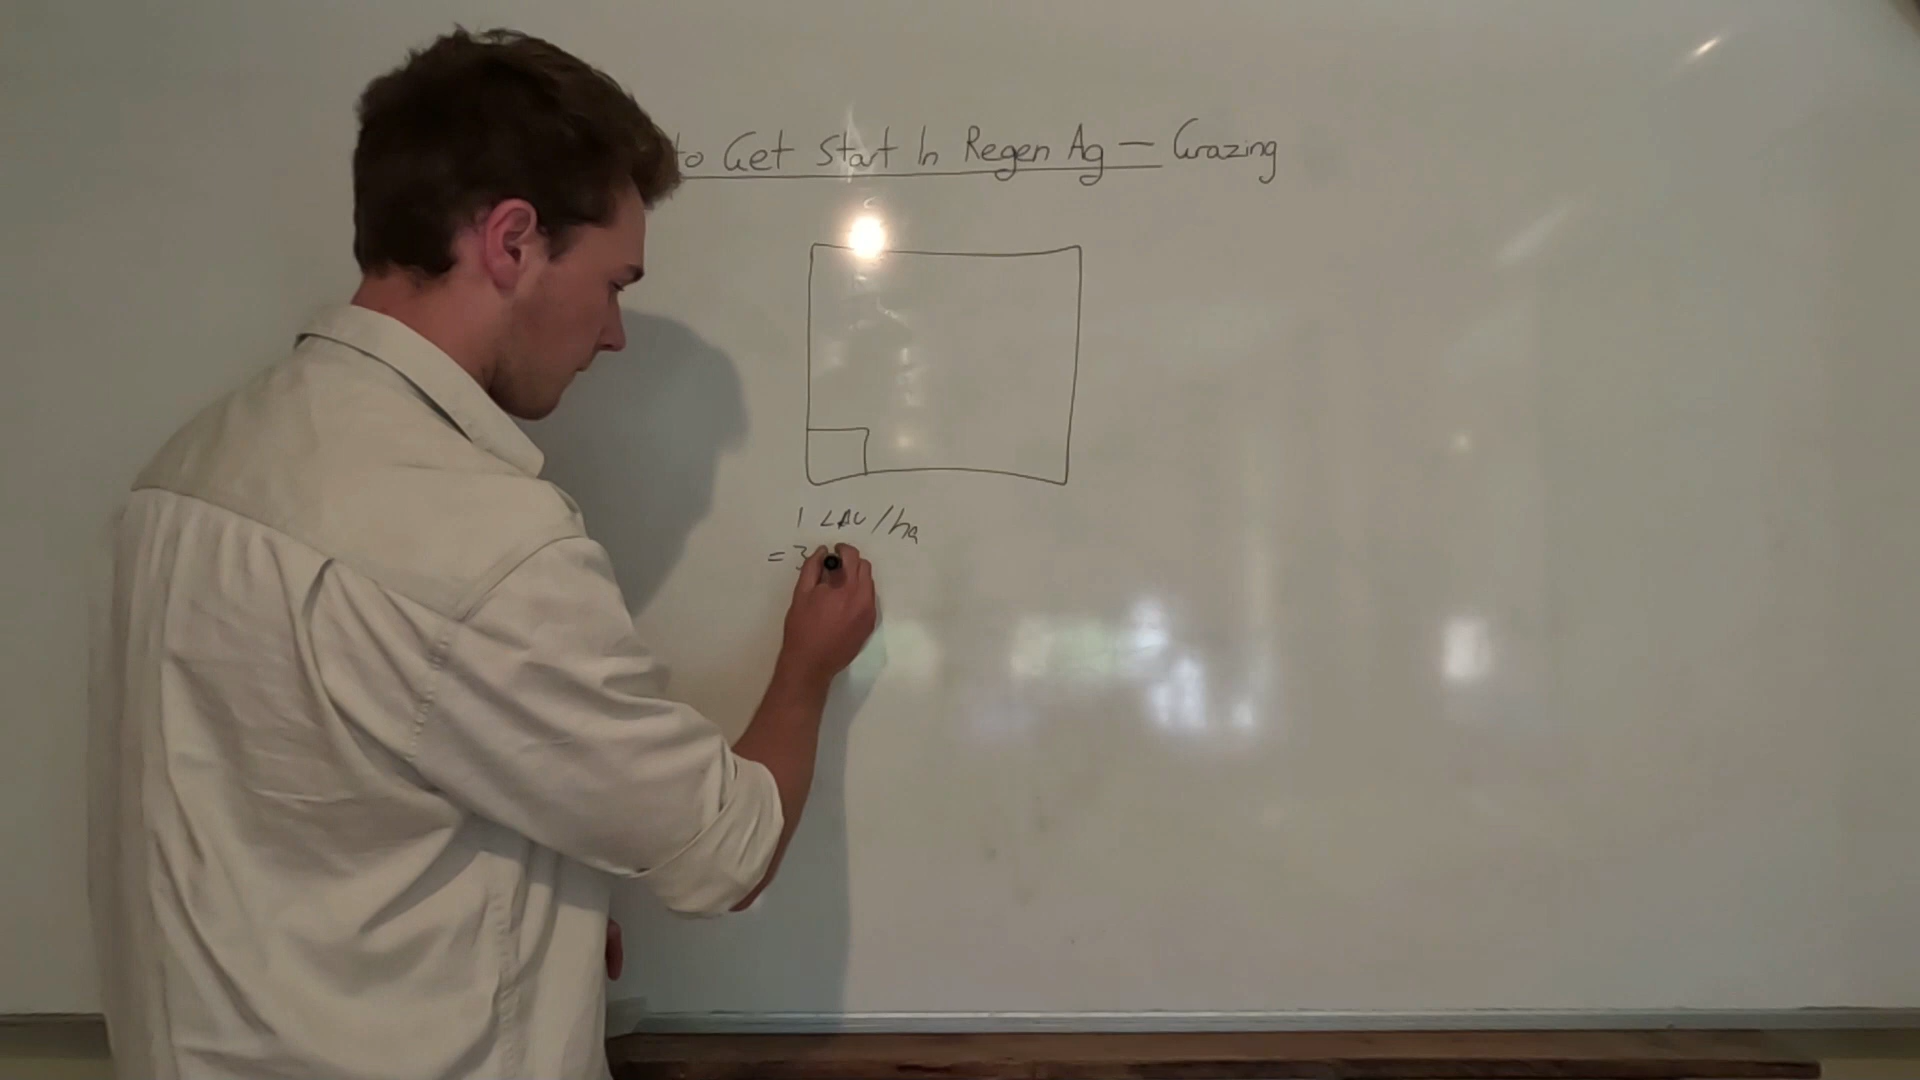 to Get Start In Regen Ag — Grazing
1 LAU/ha
= 3